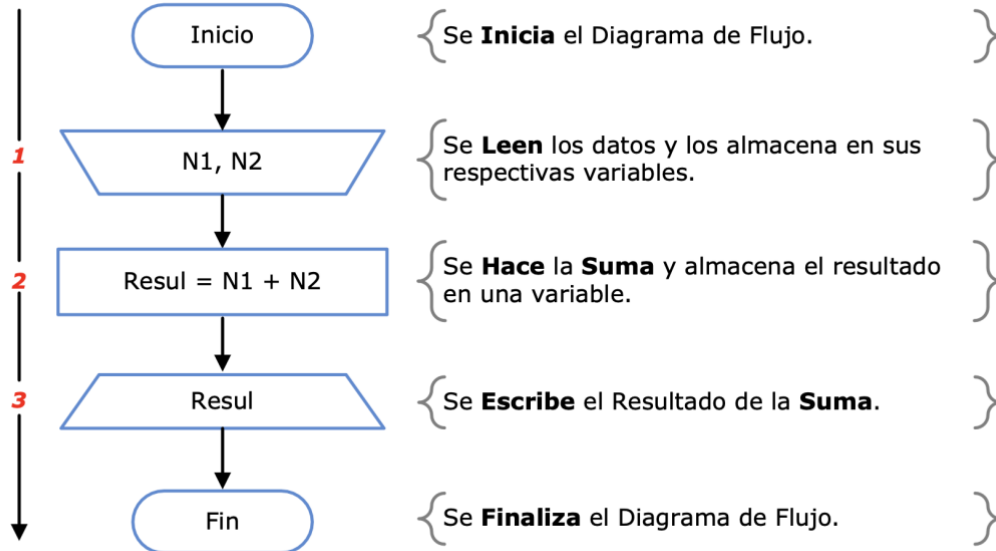 Inicio
Se Inicia el Diagrama de Flujo.
1
N1, N2
Se Leen los datos y los almacena en sus
respectivas variables.
2
Resul = N1 + N2
Se Hace la Suma y almacena el resultado
en una variable.
3
Resul
Se Escribe el Resultado de la Suma.
Fin
Se Finaliza el Diagrama de Flujo.